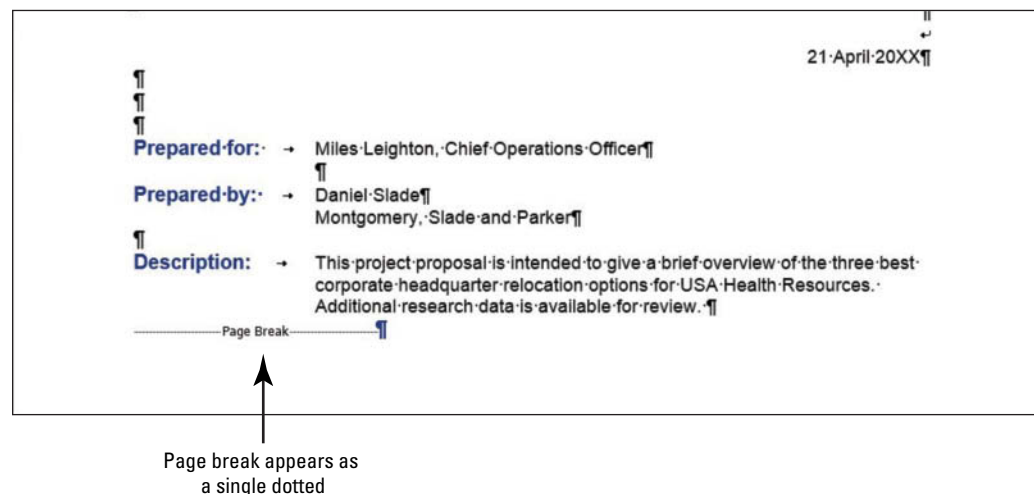 ¶
↵
21·April·20XX¶
¶
¶
¶
Prepared·for:· → Miles·Leighton,·Chief·Operations·Officer¶
¶
Prepared·by:· → Daniel·Slade¶
Montgomery,·Slade·and·Parker¶
¶
Description: → This·project·proposal·is·intended·to·give·a·brief·overview·of·the·three·best·
corporate·headquarter·relocation·options·for·USA·Health·Resources.·
Additional·research·data·is·available·for·review.·¶
Page Break¶
Page break appears as
a single dotted